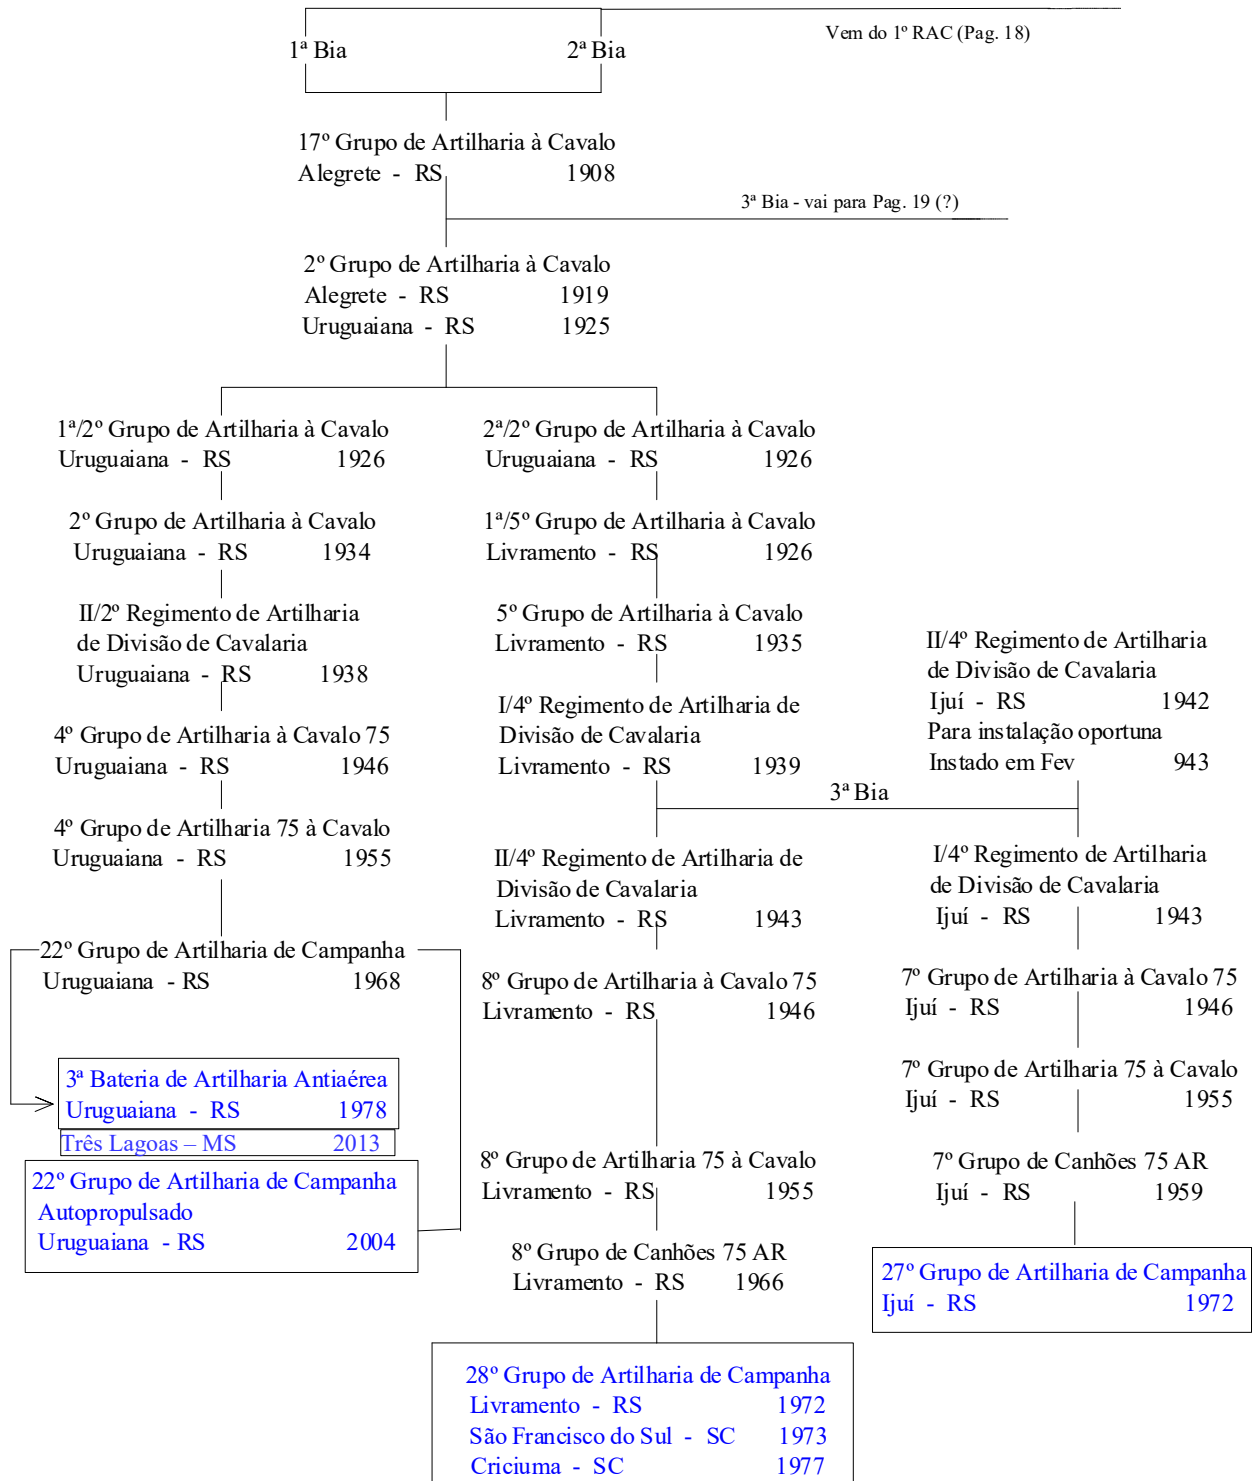 Vem do 1º RAC (Pag. 18)
1ª Bia
2ª Bia
17º Grupo de Artilharia à Cavalo
Alegrete - RS 1908
3ª Bia - vai para Pag. 19 (?)
2º Grupo de Artilharia à Cavalo
Alegrete - RS 1919
Uruguaiana - RS 1925
1ª/2º Grupo de Artilharia à Cavalo
Uruguaiana - RS 1926
2º Grupo de Artilharia à Cavalo
Uruguaiana - RS 1934
II/2º Regimento de Artilharia
de Divisão de Cavalaria
Uruguaiana - RS 1938
4º Grupo de Artilharia à Cavalo 75
Uruguaiana - RS 1946
4º Grupo de Artilharia 75 à Cavalo
Uruguaiana - RS 1955
22º Grupo de Artilharia de Campanha
Uruguaiana - RS 1968
3ª Bateria de Artilharia Antiaérea
Uruguaiana - RS 1978
Três Lagoas – MS 2013
22º Grupo de Artilharia de Campanha
Autopropulsado
Uruguaiana - RS 2004
2ª/2º Grupo de Artilharia à Cavalo
Uruguaiana - RS 1926
1ª/5º Grupo de Artilharia à Cavalo
Livramento - RS 1926
5º Grupo de Artilharia à Cavalo
Livramento - RS 1935
I/4º Regimento de Artilharia de
Divisão de Cavalaria
Livramento - RS 1939
3ª Bia
II/4º Regimento de Artilharia de
Divisão de Cavalaria
Livramento - RS 1943
8º Grupo de Artilharia à Cavalo 75
Livramento - RS 1946
8º Grupo de Artilharia 75 à Cavalo
Livramento - RS 1955
8º Grupo de Canhões 75 AR
Livramento - RS 1966
28º Grupo de Artilharia de Campanha
Livramento - RS 1972
São Francisco do Sul - SC 1973
Criciuma - SC 1977
II/4º Regimento de Artilharia
de Divisão de Cavalaria
Ijuí - RS 1942
Para instalação oportuna
Instado em Fev 943
I/4º Regimento de Artilharia
de Divisão de Cavalaria
Ijuí - RS 1943
7º Grupo de Artilharia à Cavalo 75
Ijuí - RS 1946
7º Grupo de Artilharia 75 à Cavalo
Ijuí - RS 1955
7º Grupo de Canhões 75 AR
Ijuí - RS 1959
27º Grupo de Artilharia de Campanha
Ijuí - RS 1972